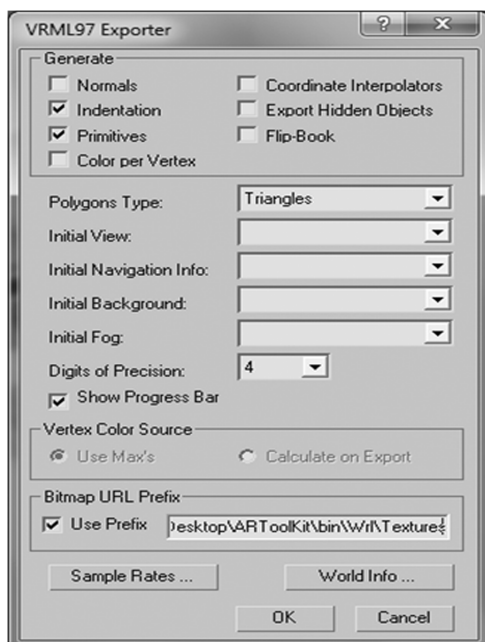 VRML97 Exporter
Generate
Normals
Coordinate Interpolators
Indentation
Export Hidden Objects
Primitives
Flip-Book
Color per Vertex
Polygons Type: Triangles
Initial View:
Initial Navigation Info:
Initial Background:
Initial Fog:
Digits of Precision: 4
Show Progress Bar
Vertex Color Source
Use Max's
Calculate on Export
Bitmap URL Prefix
Use Prefix
\ARToolKit\bin\Wrl\Textures
Sample Rates ...
World Info ...
OK
Cancel